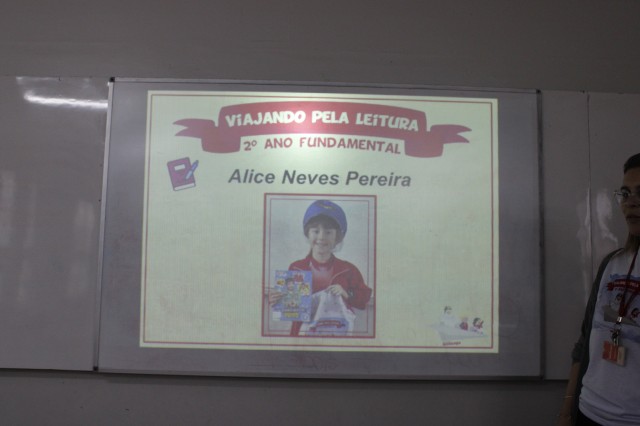 VIAJANDO PELA LEITURA
2º ANO FUNDAMENTAL
Alice Neves Pereira